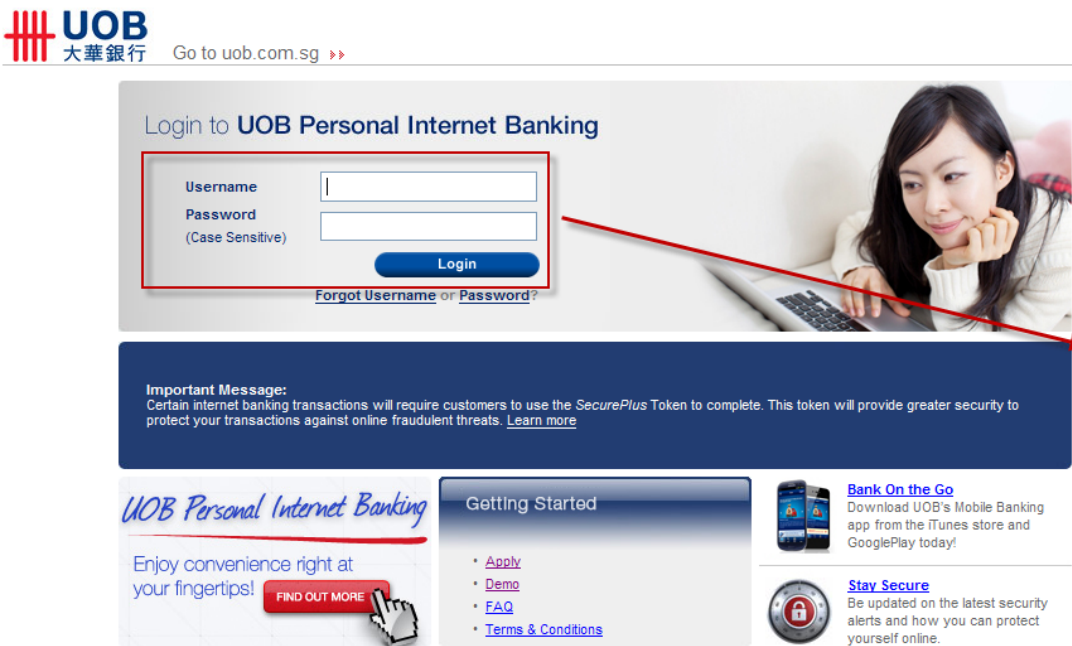 UOB
大華銀行
Go to uob.com.sg
Login to UOB Personal Internet Banking
Username
Password
(Case Sensitive)
Login
Forgot Username or Password?
Important Message:
Certain internet banking transactions will require customers to use the SecurePlus Token to complete. This token will provide greater security to
protect your transactions against online fraudulent threats. Learn more
UOB Personal Internet Banking
Enjoy convenience right at
your fingertips!
FIND OUT MORE
Getting Started
• Apply
• Demo
• FAQ
• Terms & Conditions
Bank On the Go
Download UOB's Mobile Banking
app from the iTunes store and
GooglePlay today!
Stay Secure
Be updated on the latest security
alerts and how you can protect
yourself online.